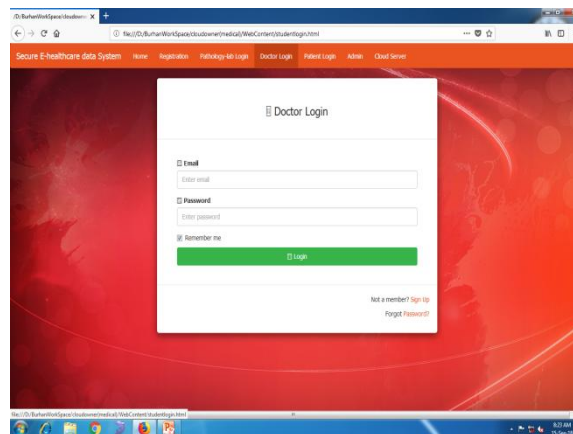 /D:/BurhanWorkSpace/cloudowner
file:///D:/BurhanWorkSpace/cloudowner(medical)/WebContent/studentlogin.html
Secure E-healthcare data System Home Registration Pathology-lab Login Doctor Login Patient Login Admin Cloud Server
Doctor Login
Email
Enter email
Password
Enter password
Remember me
Login
Not a member? Sign Up
Forgot Password?
file:///D:/BurhanWorkSpace/cloudowner(medical)/WebContent/studentlogin.html
8:23 AM